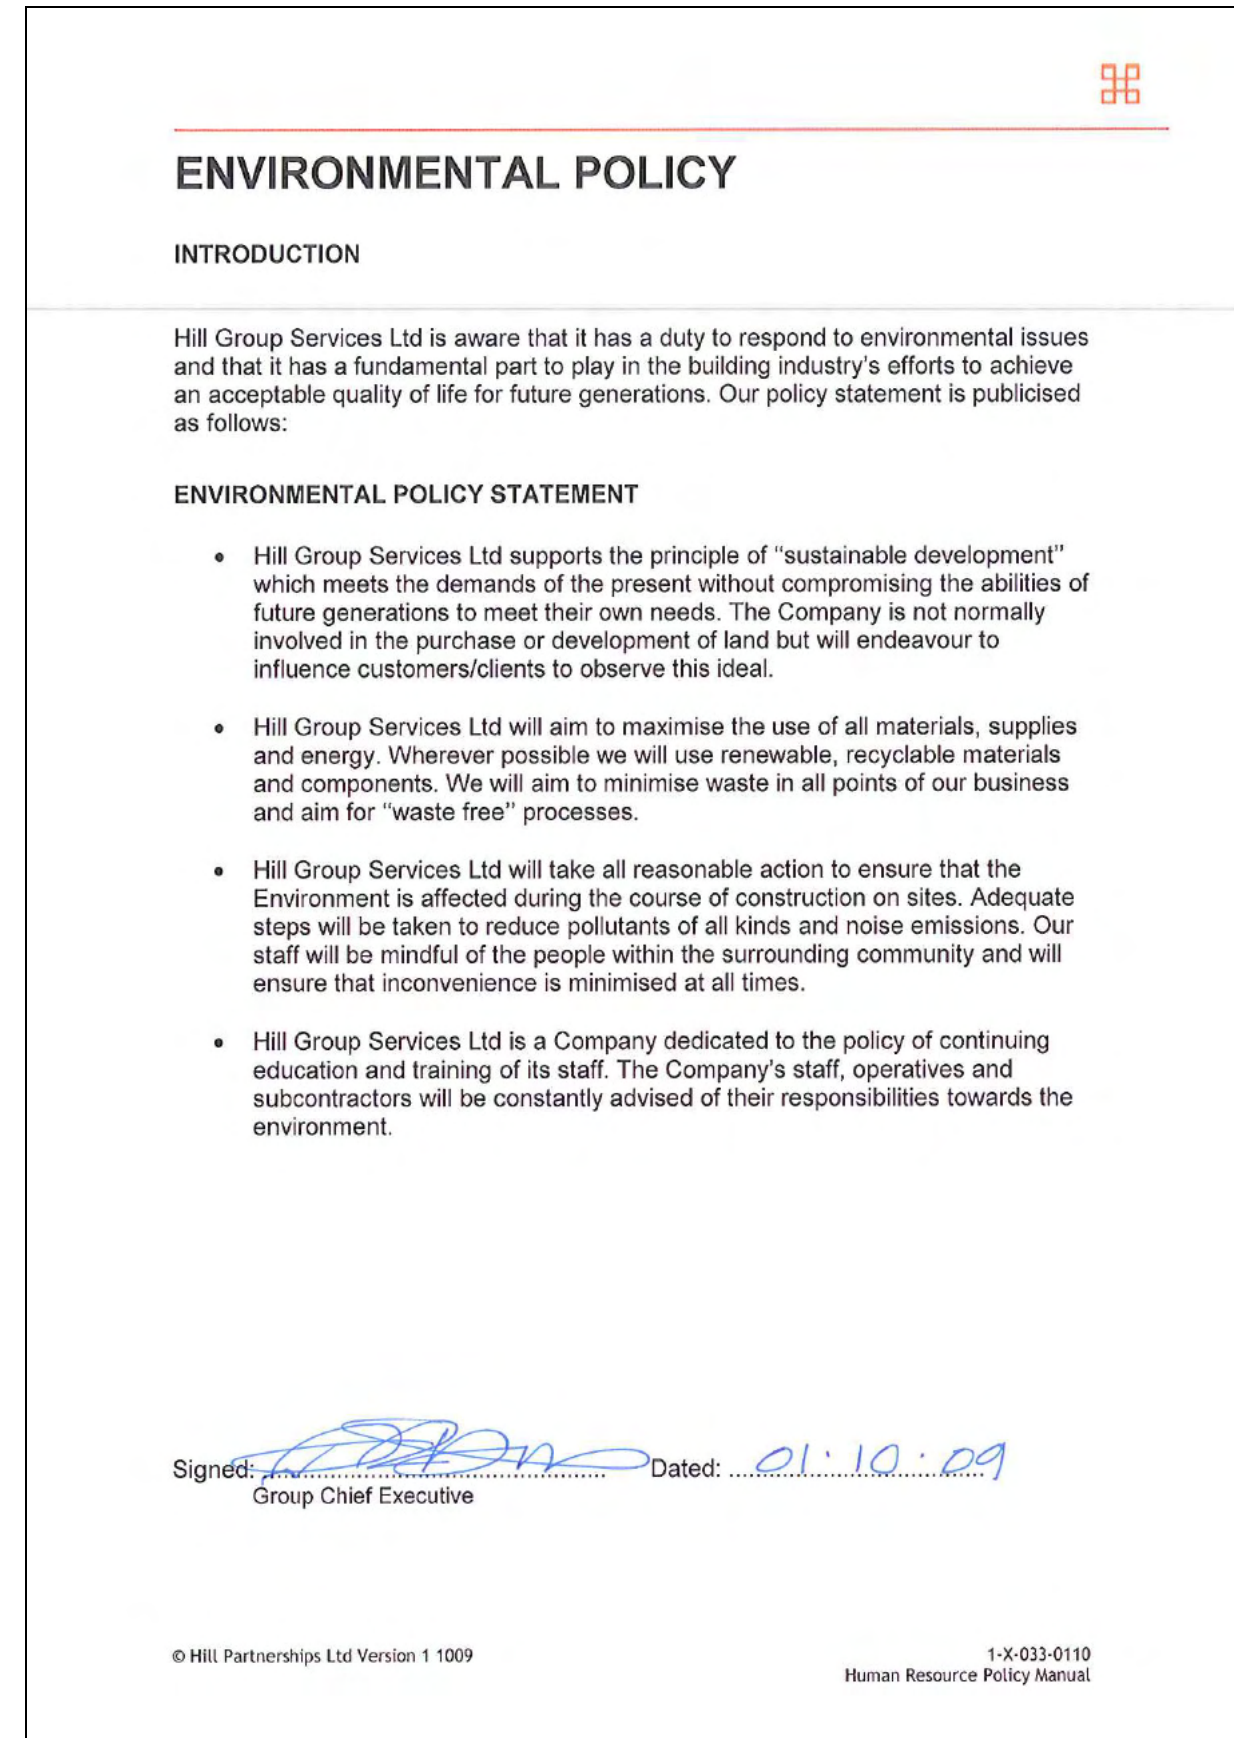 ENVIRONMENTAL POLICY
INTRODUCTION
Hill Group Services Ltd is aware that it has a duty to respond to environmental issues
and that it has a fundamental part to play in the building industry's efforts to achieve
an acceptable quality of life for future generations. Our policy statement is publicised
as follows:
ENVIRONMENTAL POLICY STATEMENT
• Hill Group Services Ltd supports the principle of "sustainable development"
which meets the demands of the present without compromising the abilities of
future generations to meet their own needs. The Company is not normally
involved in the purchase or development of land but will endeavour to
influence customers/clients to observe this ideal.
• Hill Group Services Ltd will aim to maximise the use of all materials, supplies
and energy. Wherever possible we will use renewable, recyclable materials
and components. We will aim to minimise waste in all points of our business
and aim for "waste free" processes.
• Hill Group Services Ltd will take all reasonable action to ensure that the
Environment is affected during the course of construction on sites. Adequate
steps will be taken to reduce pollutants of all kinds and noise emissions. Our
staff will be mindful of the people within the surrounding community and will
ensure that inconvenience is minimised at all times.
• Hill Group Services Ltd is a Company dedicated to the policy of continuing
education and training of its staff. The Company's staff, operatives and
subcontractors will be constantly advised of their responsibilities towards the
environment.
Signed: Dated: 01.10.09
Group Chief Executive
© Hill Partnerships Ltd Version 1 1009 1-X-033-0110
Human Resource Policy Manual